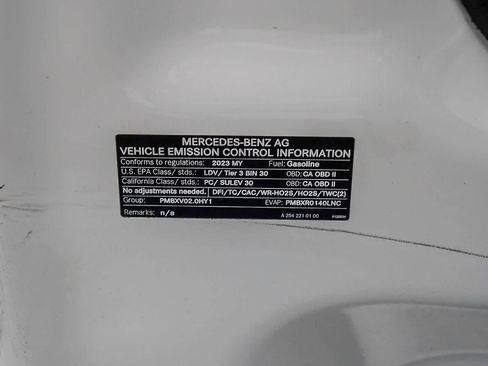 MERCEDES-BENZ AG
VEHICLE EMISSION CONTROL INFORMATION
Conforms to regulations: 2023 MY Fuel: Gasoline
U.S. EPA Class/ stds.: LDV/ Tier 3 BIN 30 OBD: CA OBD II
California Class/ stds.: PC/ SULEV 30 OBD: CA OBD II
No adjustments needed. DFI/TC/CAC/WR-HO2S/HO2S/TWC(2)
Group: PMBXV02.0HY1 EVAP: PMBXR0140LNC
Remarks: n/a A 254 221 01 00